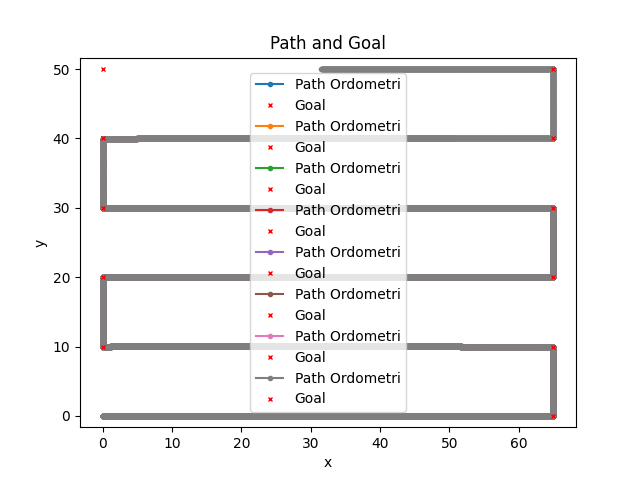 Path and Goal
50
40
30
20
10
0
y
Path Ordometri
Goal
Path Ordometri
Goal
Path Ordometri
Goal
Path Ordometri
Goal
Path Ordometri
Goal
Path Ordometri
Goal
Path Ordometri
Goal
Path Ordometri
Goal
0 10 20 30 40 50 60
x